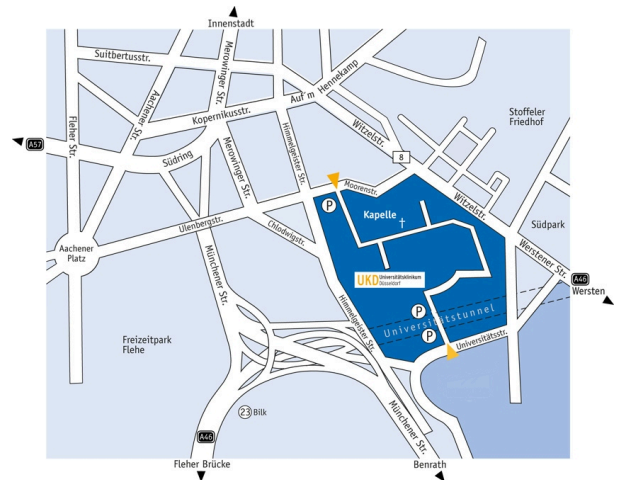 Innenstadt
Suitbertusstr.
Merowinger Str.
Auf'm Hennekamp
Aachener Str.
Kopernikusstr.
Fleher Str.
Stoffeler
Friedhof
Witzelstr.
A57
Südring
Merowinger Str.
Himmelgeister Str.
8
Moorenstr.
P
Kapelle
Witzelstr.
Ulenbergstr.
Chlodwigstr.
Südpark
Aachener
Platz
Münchener Str.
Werstener Str.
A46
Wersten
UKD Universitätsklinikum
Düsseldorf
Himmelgeister Str.
P
Universitätstunnel
P
Universitätsstr.
Freizeitpark
Flehe
23 Bilk
Münchener Str.
A46
Fleher Brücke
Benrath